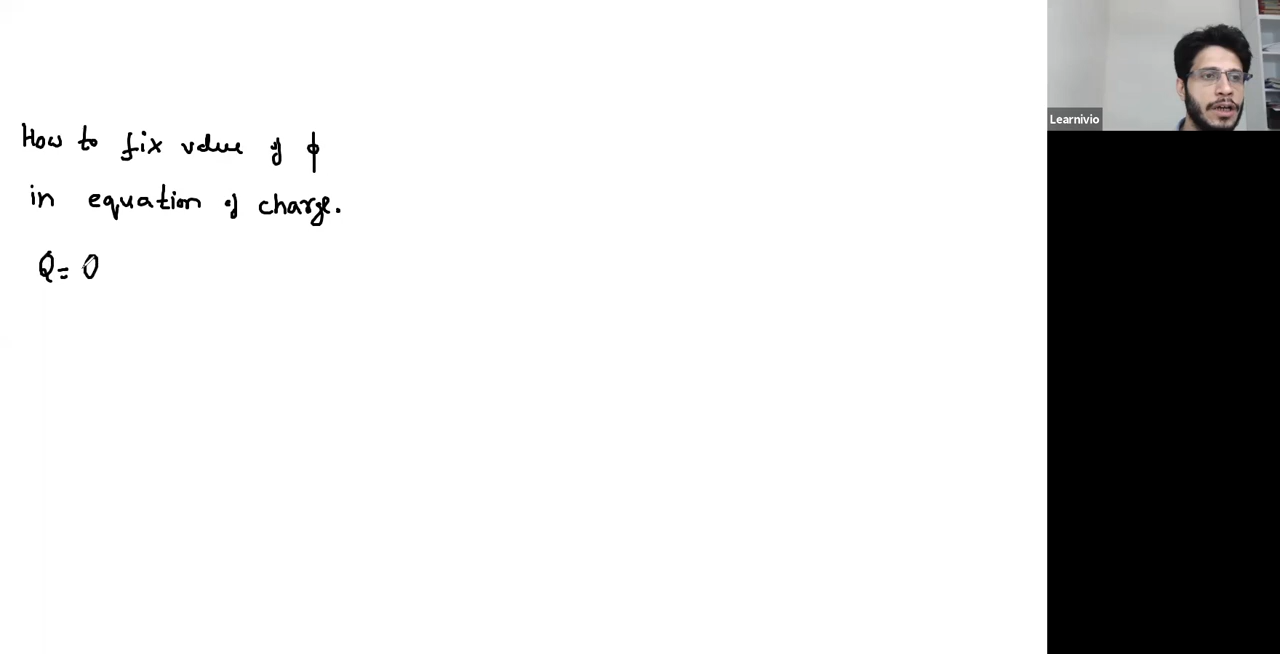 How to fix value of ϕ
in equation of charge.
Q= 0
Learnivio